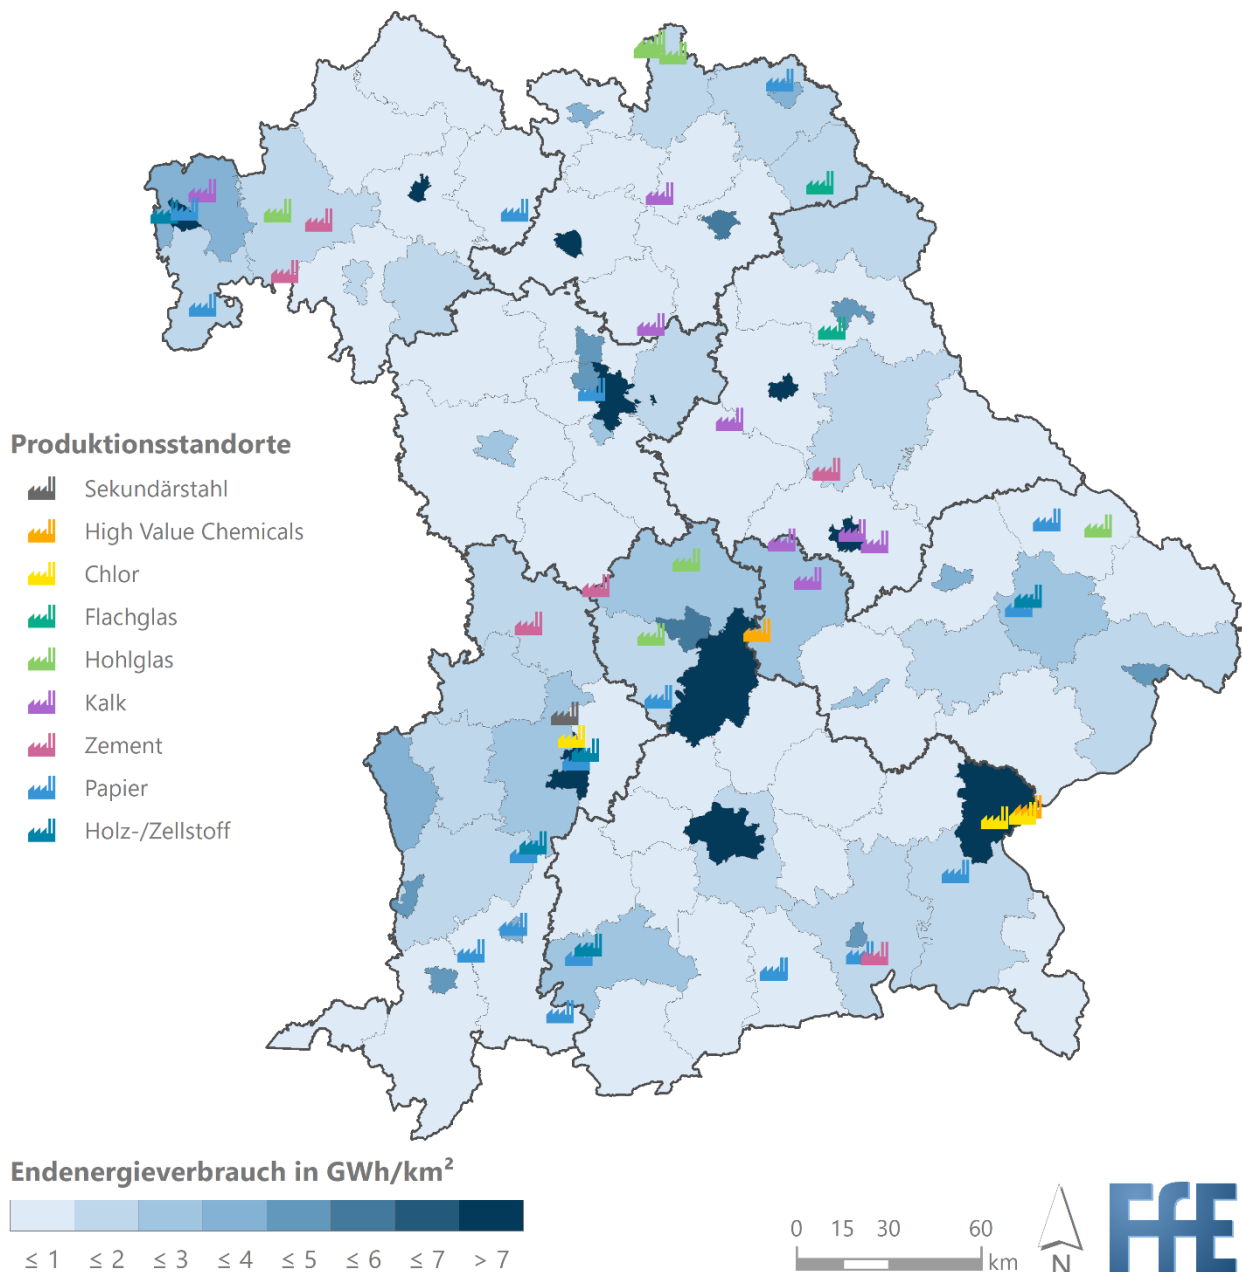 Produktionsstandorte
Sekundärstahl
High Value Chemicals
Chlor
Flachglas
Hohlglas
Kalk
Zement
Papier
Holz-/Zellstoff
Endenergieverbrauch in GWh/km²
≤ 1 ≤ 2 ≤ 3 ≤ 4 ≤ 5 ≤ 6 ≤ 7 > 7
0 15 30 60
km
N
FfE